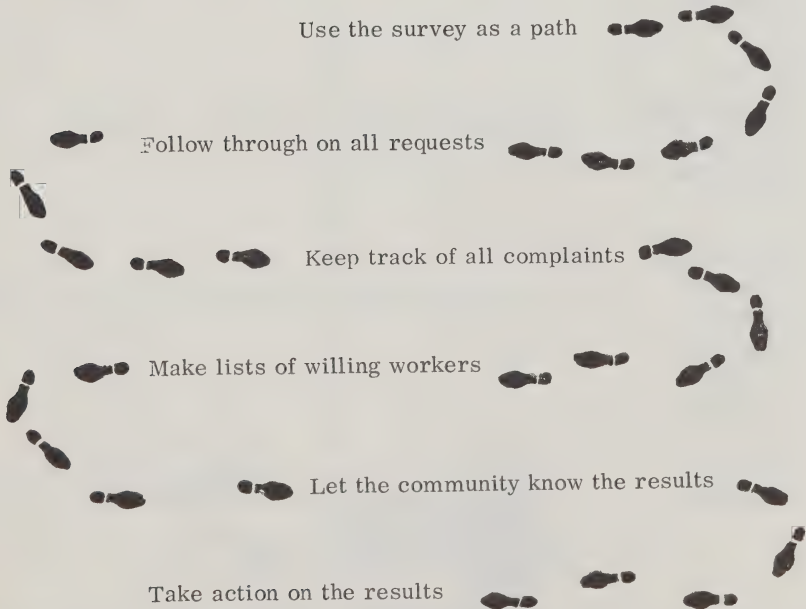 Use the survey as a path
Follow through on all requests
Keep track of all complaints
Make lists of willing workers
Let the community know the results
Take action on the results